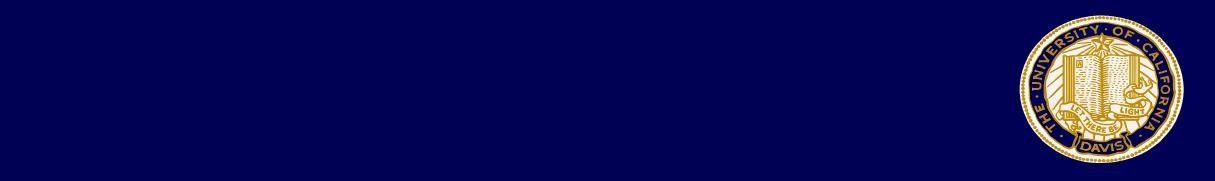 THE · UNIVERSITY · OF · CALIFORNIA ·
LET THERE BE LIGHT
DAVIS